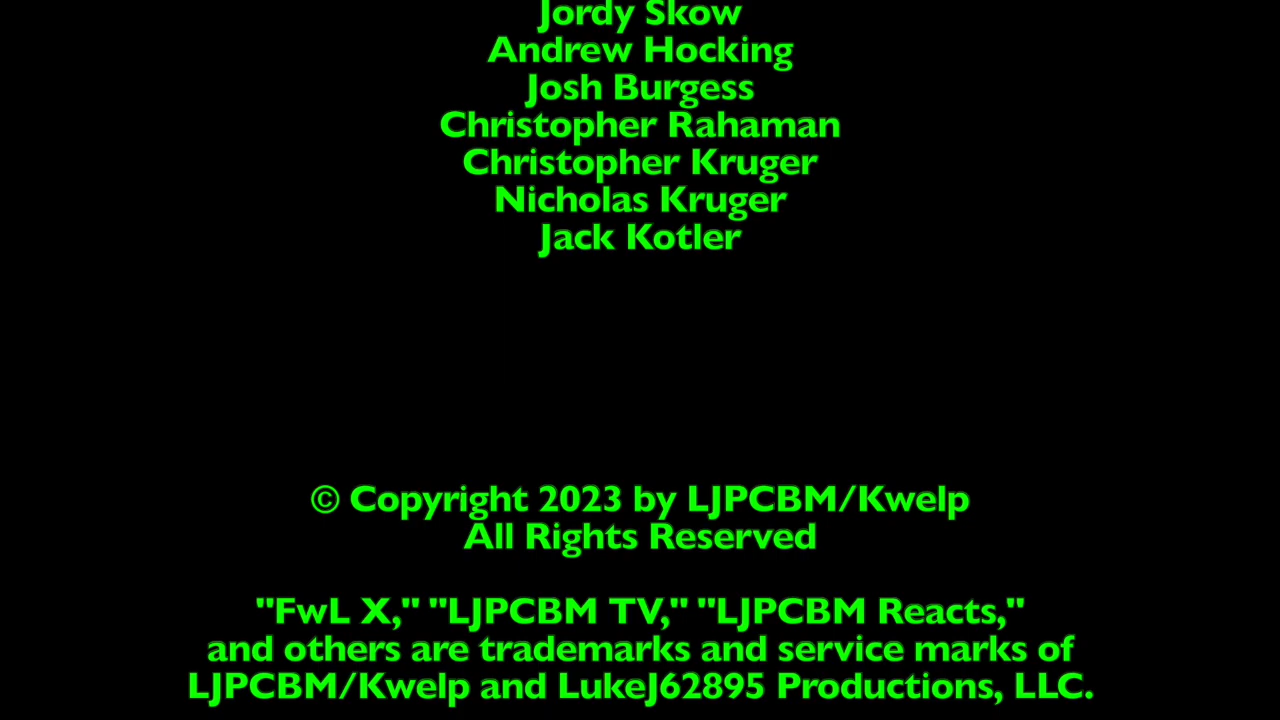 Jordy Skow
Andrew Hocking
Josh Burgess
Christopher Rahaman
Christopher Kruger
Nicholas Kruger
Jack Kotler
© Copyright 2023 by LJPCBM/Kwelp
All Rights Reserved
"FwL X," "LJPCBM TV," "LJPCBM Reacts,"
and others are trademarks and service marks of
LJPCBM/Kwelp and LukeJ62895 Productions, LLC.